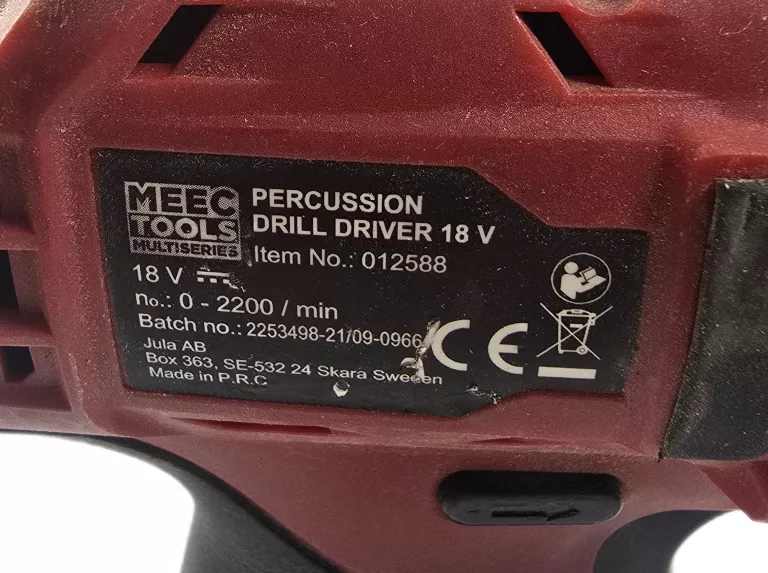 MEEC
TOOLS
MULTISERIES
PERCUSSION
DRILL DRIVER 18 V
Item No.: 012588
18 V
no.: 0 - 2200 / min
Batch no.: 2253498-21/09-0966
CE
Jula AB
Box 363, SE-532 24 Skara Sweden
Made in P.R.C